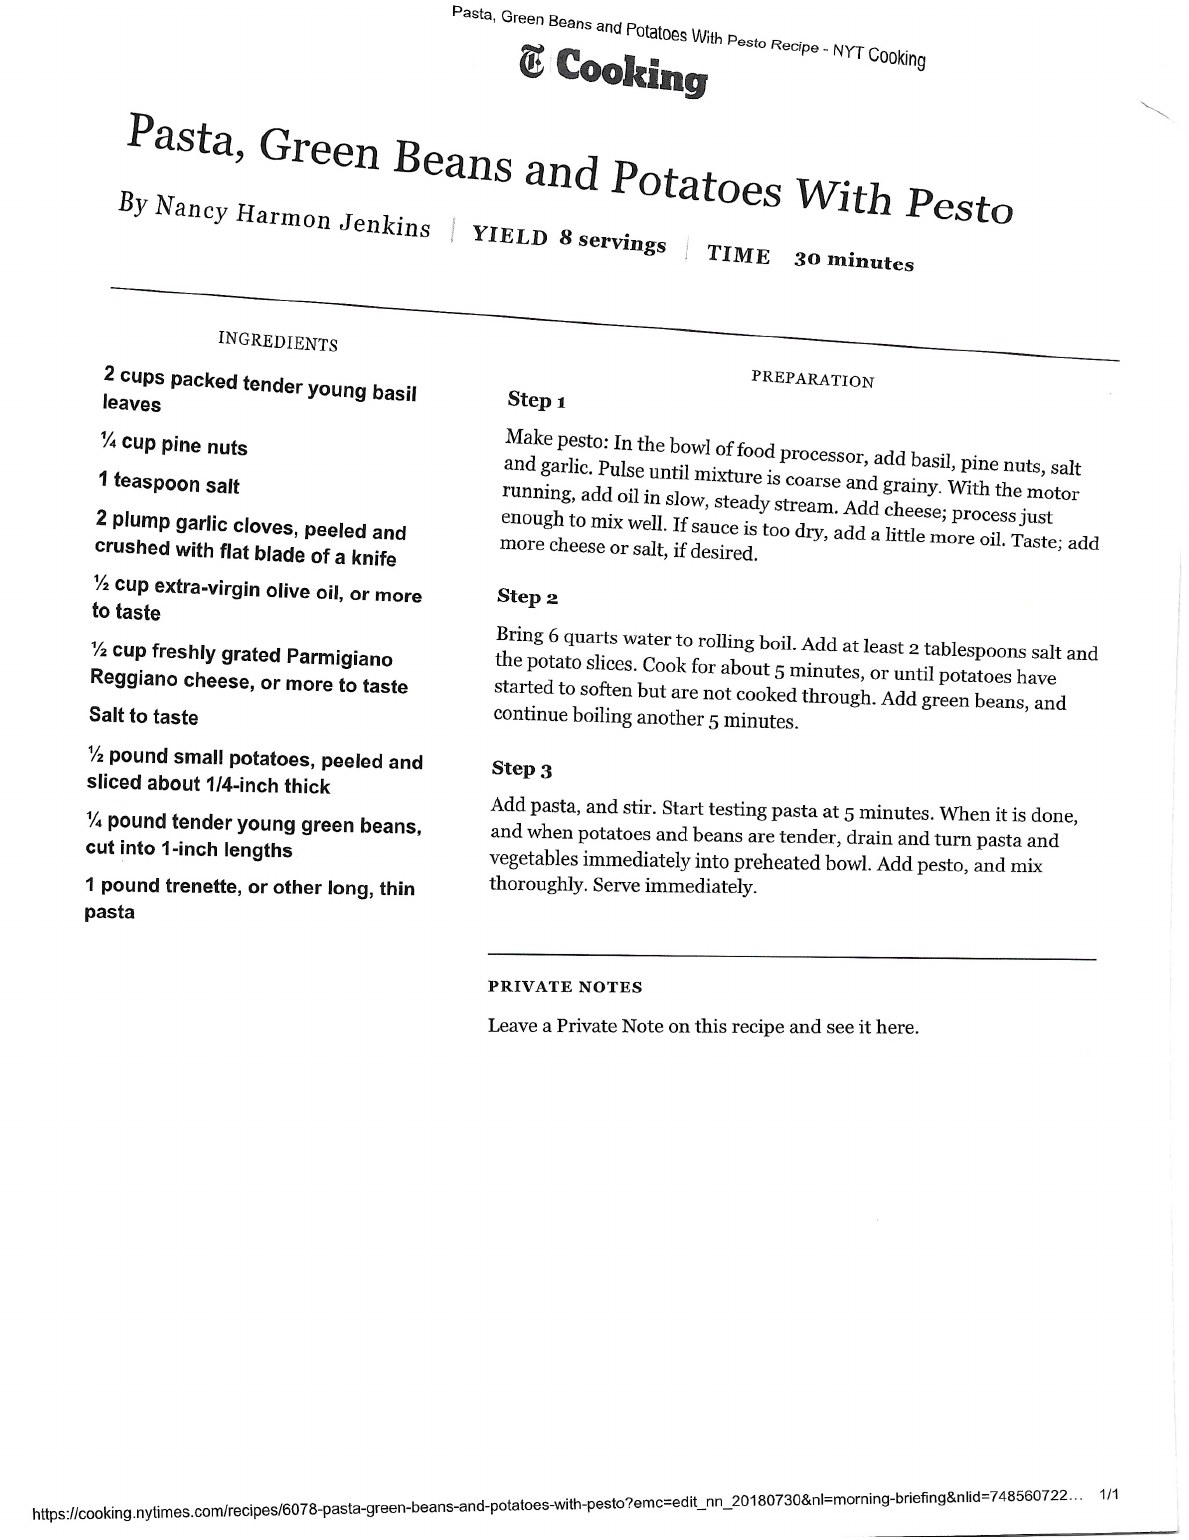 Pasta, Green Beans and Potatoes With Pesto Recipe - NYT Cooking
T Cooking
Pasta, Green Beans and Potatoes With Pesto
By Nancy Harmon Jenkins | YIELD 8 servings | TIME 30 minutes
INGREDIENTS
2 cups packed tender young basil
leaves
¼ cup pine nuts
1 teaspoon salt
2 plump garlic cloves, peeled and
crushed with flat blade of a knife
½ cup extra-virgin olive oil, or more
to taste
½ cup freshly grated Parmigiano
Reggiano cheese, or more to taste
Salt to taste
½ pound small potatoes, peeled and
sliced about 1/4-inch thick
¼ pound tender young green beans,
cut into 1-inch lengths
1 pound trenette, or other long, thin
pasta
PREPARATION
Step 1
Make pesto: In the bowl of food processor, add basil, pine nuts, salt
and garlic. Pulse until mixture is coarse and grainy. With the motor
running, add oil in slow, steady stream. Add cheese; process just
enough to mix well. If sauce is too dry, add a little more oil. Taste; add
more cheese or salt, if desired.
Step 2
Bring 6 quarts water to rolling boil. Add at least 2 tablespoons salt and
the potato slices. Cook for about 5 minutes, or until potatoes have
started to soften but are not cooked through. Add green beans, and
continue boiling another 5 minutes.
Step 3
Add pasta, and stir. Start testing pasta at 5 minutes. When it is done,
and when potatoes and beans are tender, drain and turn pasta and
vegetables immediately into preheated bowl. Add pesto, and mix
thoroughly. Serve immediately.
PRIVATE NOTES
Leave a Private Note on this recipe and see it here.
https://cooking.nytimes.com/recipes/6078-pasta-green-beans-and-potatoes-with-pesto?emc=edit_nn_20180730&nl=morning-briefing&nlid=748560722... 1/1